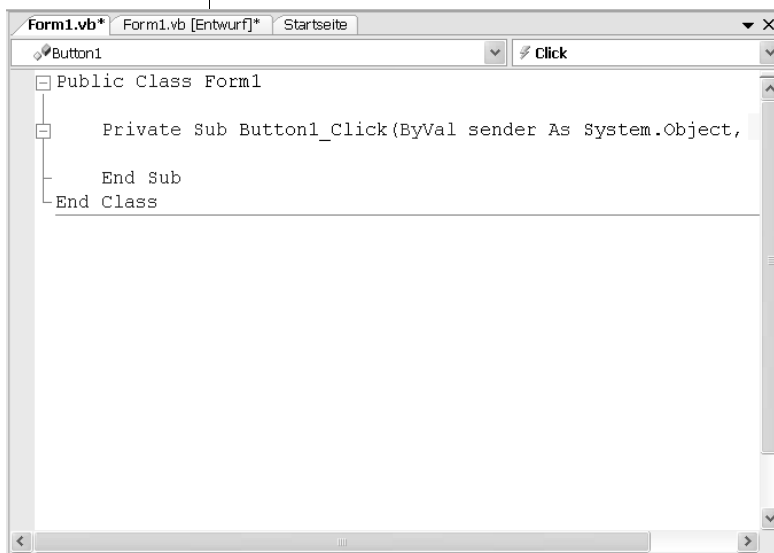 Form1.vb* Form1.vb [Entwurf]* Startseite
Button1 Click
Public Class Form1
Private Sub Button1_Click(ByVal sender As System.Object,
End Sub
End Class